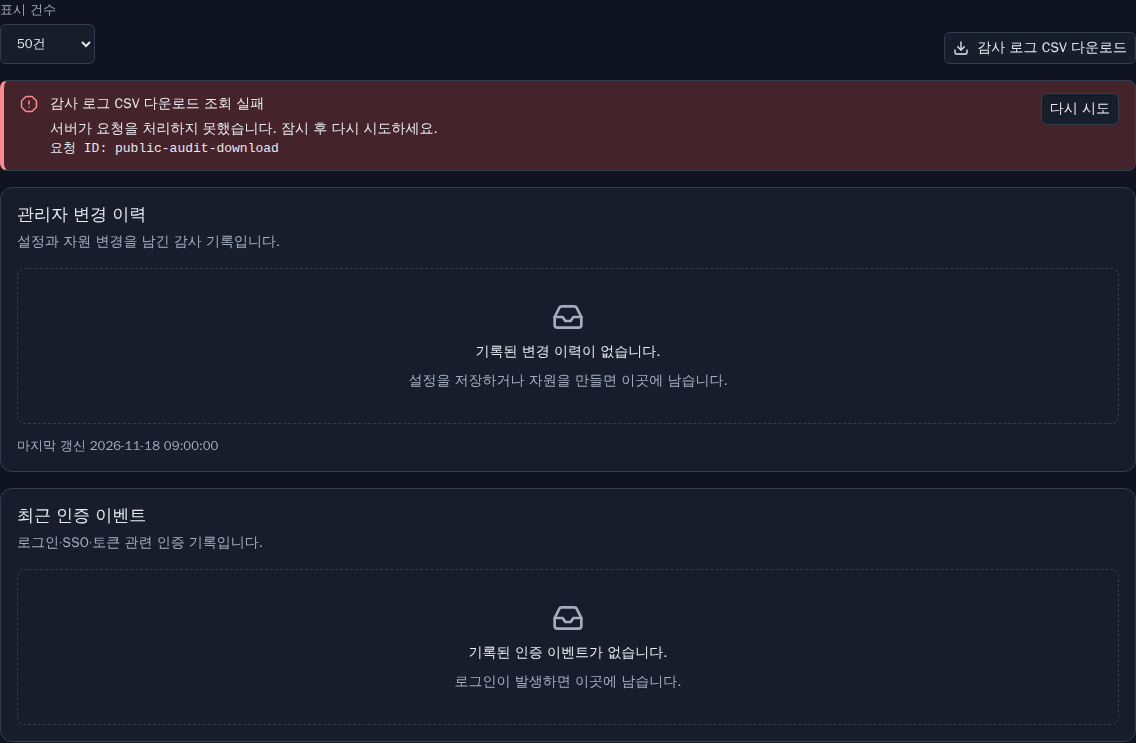 표시 건수
50건
감사 로그 CSV 다운로드
감사 로그 CSV 다운로드 조회 실패
서버가 요청을 처리하지 못했습니다. 잠시 후 다시 시도하세요.
요청 ID: public-audit-download
다시 시도
관리자 변경 이력
설정과 자원 변경을 남긴 감사 기록입니다.
기록된 변경 이력이 없습니다.
설정을 저장하거나 자원을 만들면 이곳에 남습니다.
마지막 갱신 2026-11-18 09:00:00
최근 인증 이벤트
로그인·SSO·토큰 관련 인증 기록입니다.
기록된 인증 이벤트가 없습니다.
로그인이 발생하면 이곳에 남습니다.